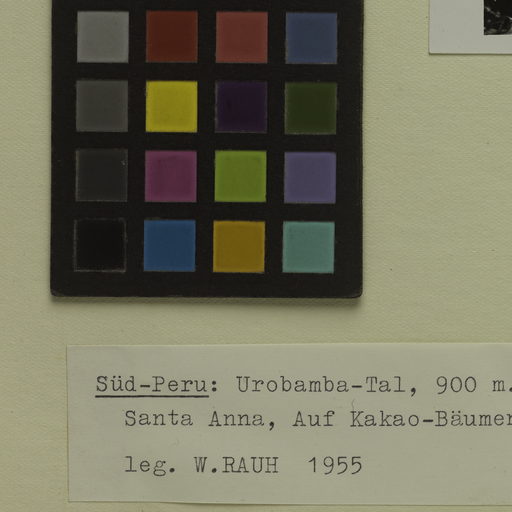 Süd-Peru: Urobamba-Tal, 900 m.
Santa Anna, Auf Kakao-Bäumen
leg. W.RAUH 1955